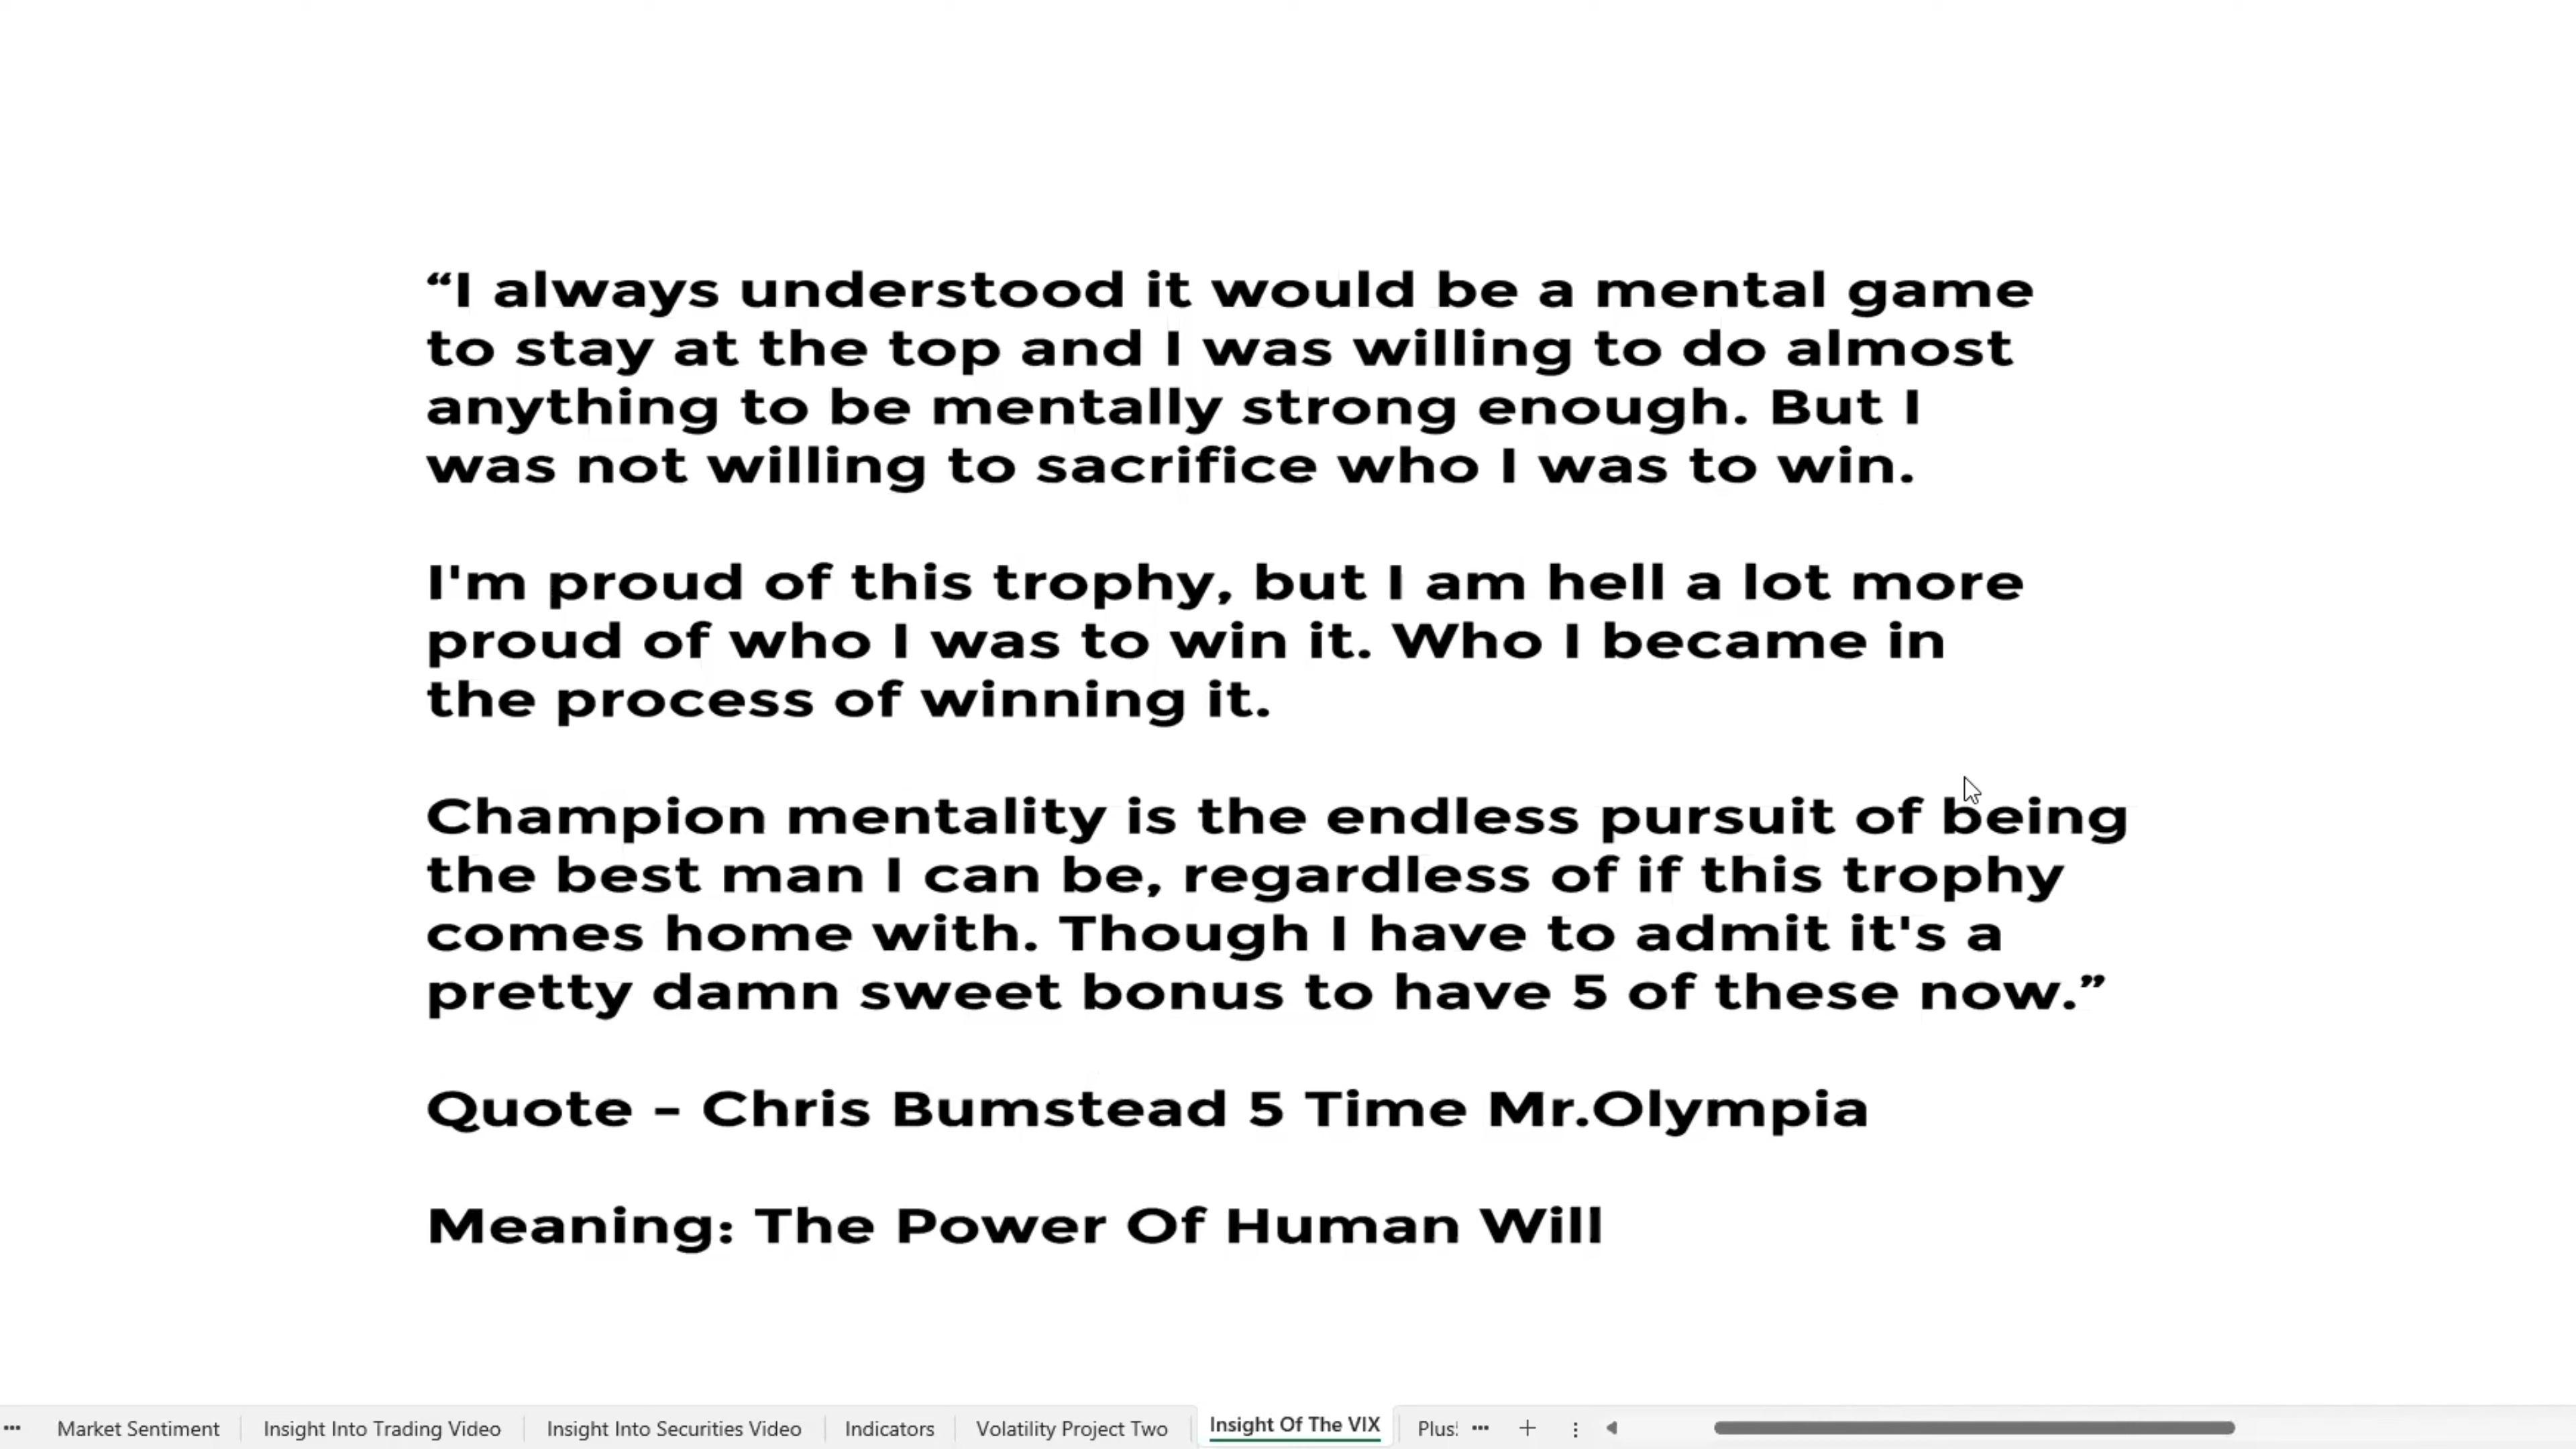 “I always understood it would be a mental game
to stay at the top and I was willing to do almost
anything to be mentally strong enough. But I
was not willing to sacrifice who I was to win.
I'm proud of this trophy, but I am hell a lot more
proud of who I was to win it. Who I became in
the process of winning it.
Champion mentality is the endless pursuit of being
the best man I can be, regardless of if this trophy
comes home with. Though I have to admit it's a
pretty damn sweet bonus to have 5 of these now.”
Quote - Chris Bumstead 5 Time Mr.Olympia
Meaning: The Power Of Human Will
Market Sentiment Insight Into Trading Video Insight Into Securities Video Indicators Volatility Project Two Insight Of The VIX Plus